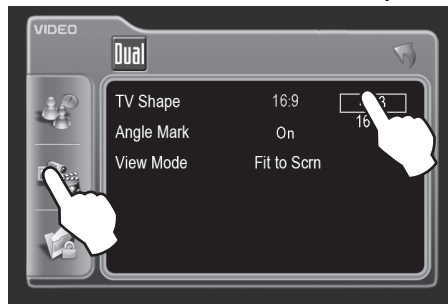 VIDEO
Dual
TV Shape 16:9
Angle Mark On
View Mode Fit to Scrn